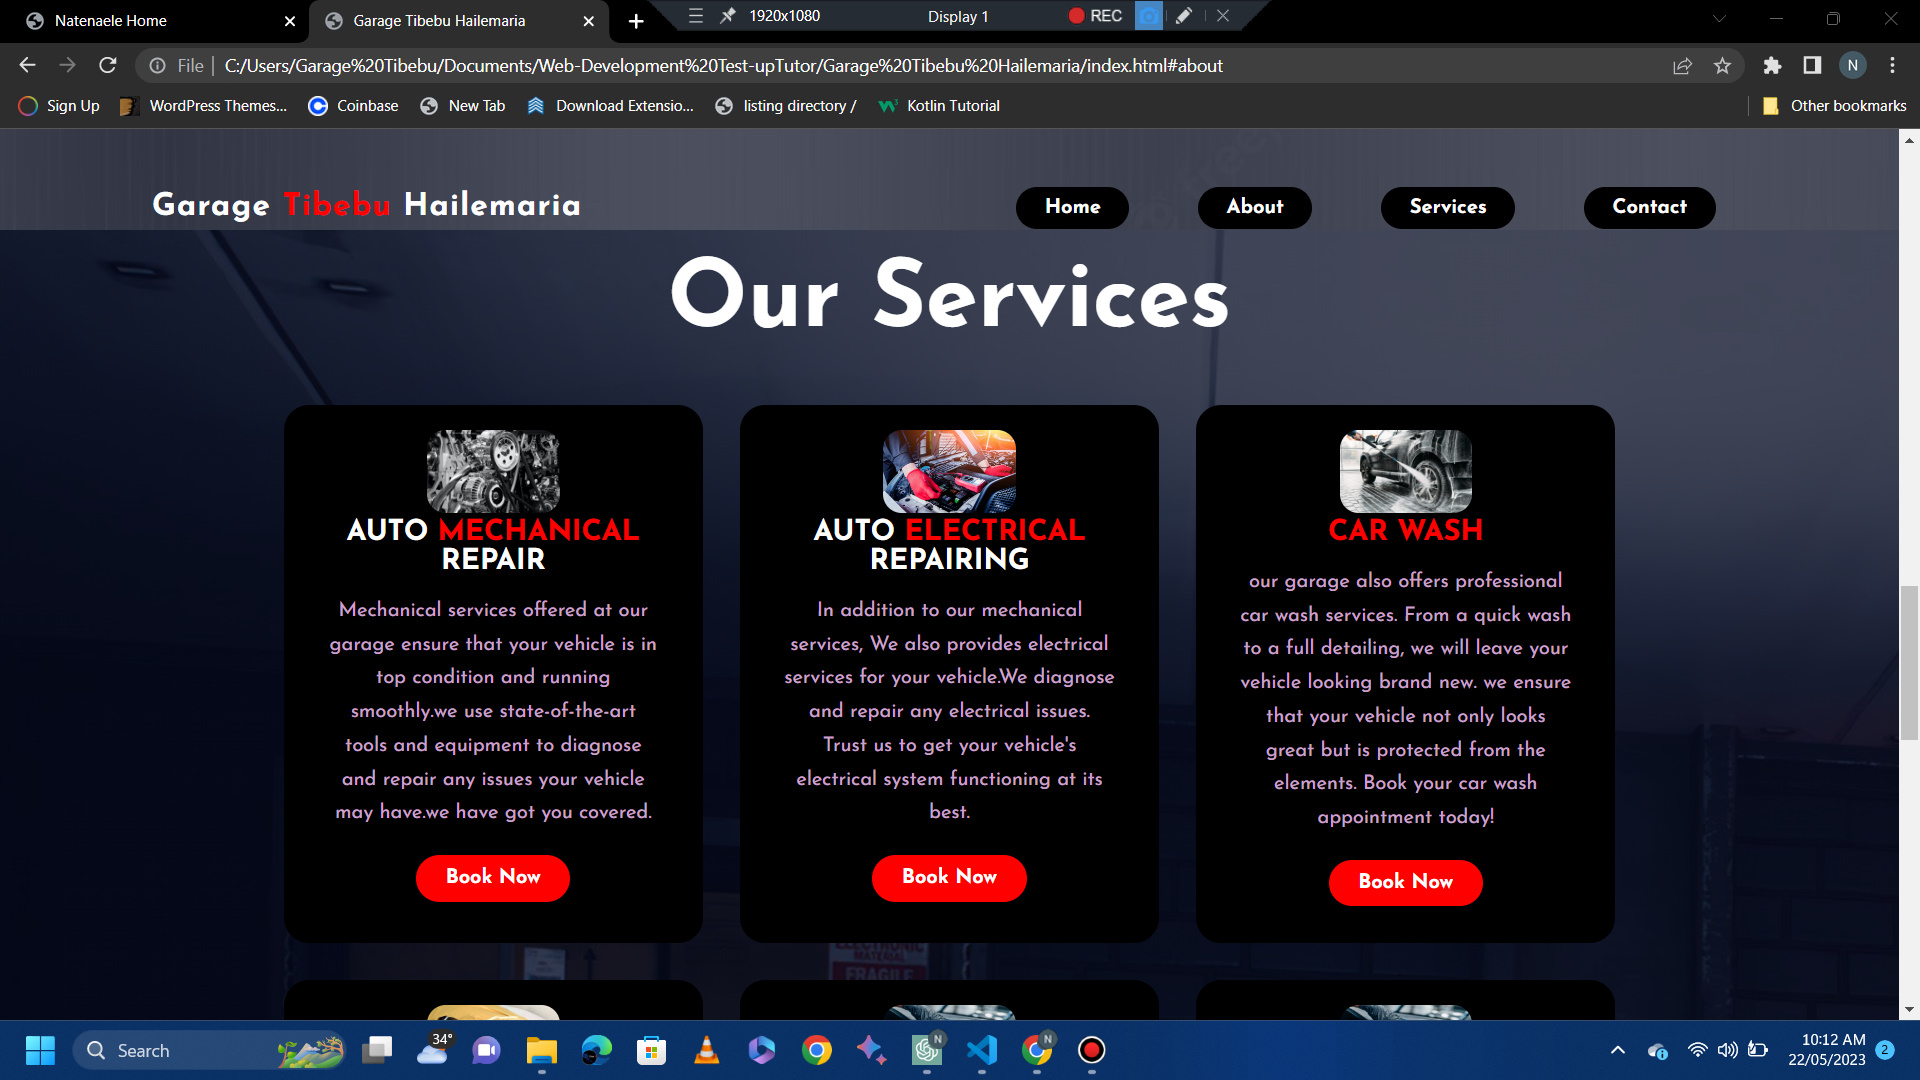 Natenaele Home
Garage Tibebu Hailemaria
1920x1080
Display 1
REC
File
C:/Users/Garage%20Tibebu/Documents/Web-Development%20Test-upTutor/Garage%20Tibebu%20Hailemaria/index.html#about
N
Sign Up
WordPress Themes...
Coinbase
New Tab
Download Extensio...
listing directory /
Kotlin Tutorial
Other bookmarks
Garage Tibebu Hailemaria
Home
About
Services
Contact
Our Services
AUTO MECHANICAL
REPAIR
Mechanical services offered at our
garage ensure that your vehicle is in
top condition and running
smoothly.we use state-of-the-art
tools and equipment to diagnose
and repair any issues your vehicle
may have.we have got you covered.
Book Now
AUTO ELECTRICAL
REPAIRING
In addition to our mechanical
services, We also provides electrical
services for your vehicle.We diagnose
and repair any electrical issues.
Trust us to get your vehicle's
electrical system functioning at its
best.
Book Now
CAR WASH
our garage also offers professional
car wash services. From a quick wash
to a full detailing, we will leave your
vehicle looking brand new. we ensure
that your vehicle not only looks
great but is protected from the
elements. Book your car wash
appointment today!
Book Now
ELECTRONIC
MATERIAL
FRAGILE
Search
34°
N
N
10:12 AM
22/05/2023
2